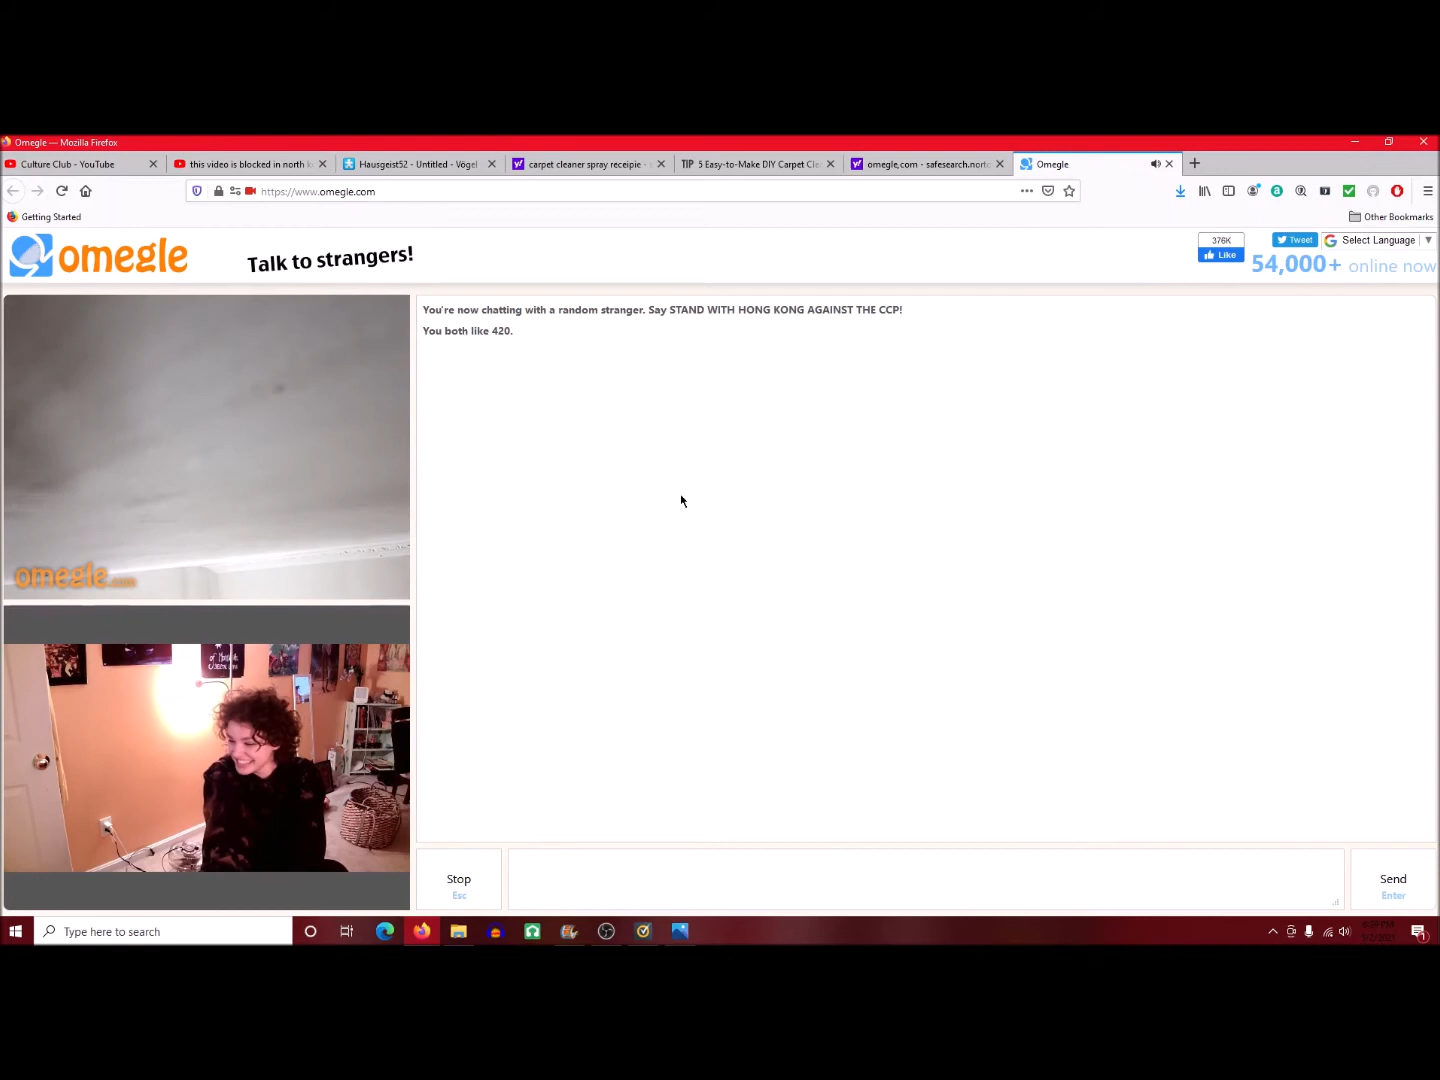 Omegle — Mozilla Firefox
Culture Club - YouTube
this video is blocked in north k
Hausgeist52 - Untitled - Vögel
carpet cleaner spray receipie - s
TIP 5 Easy-to-Make DIY Carpet Cle
omegle,com - safesearch.norto
Omegle
https://www.omegle.com
Getting Started
Other Bookmarks
omegle
Talk to strangers!
376K
Like
Tweet
Select Language
54,000+ online now
You're now chatting with a random stranger. Say STAND WITH HONG KONG AGAINST THE CCP!
You both like 420.
omegle.com
Stop
Esc
Send
Enter
Type here to search